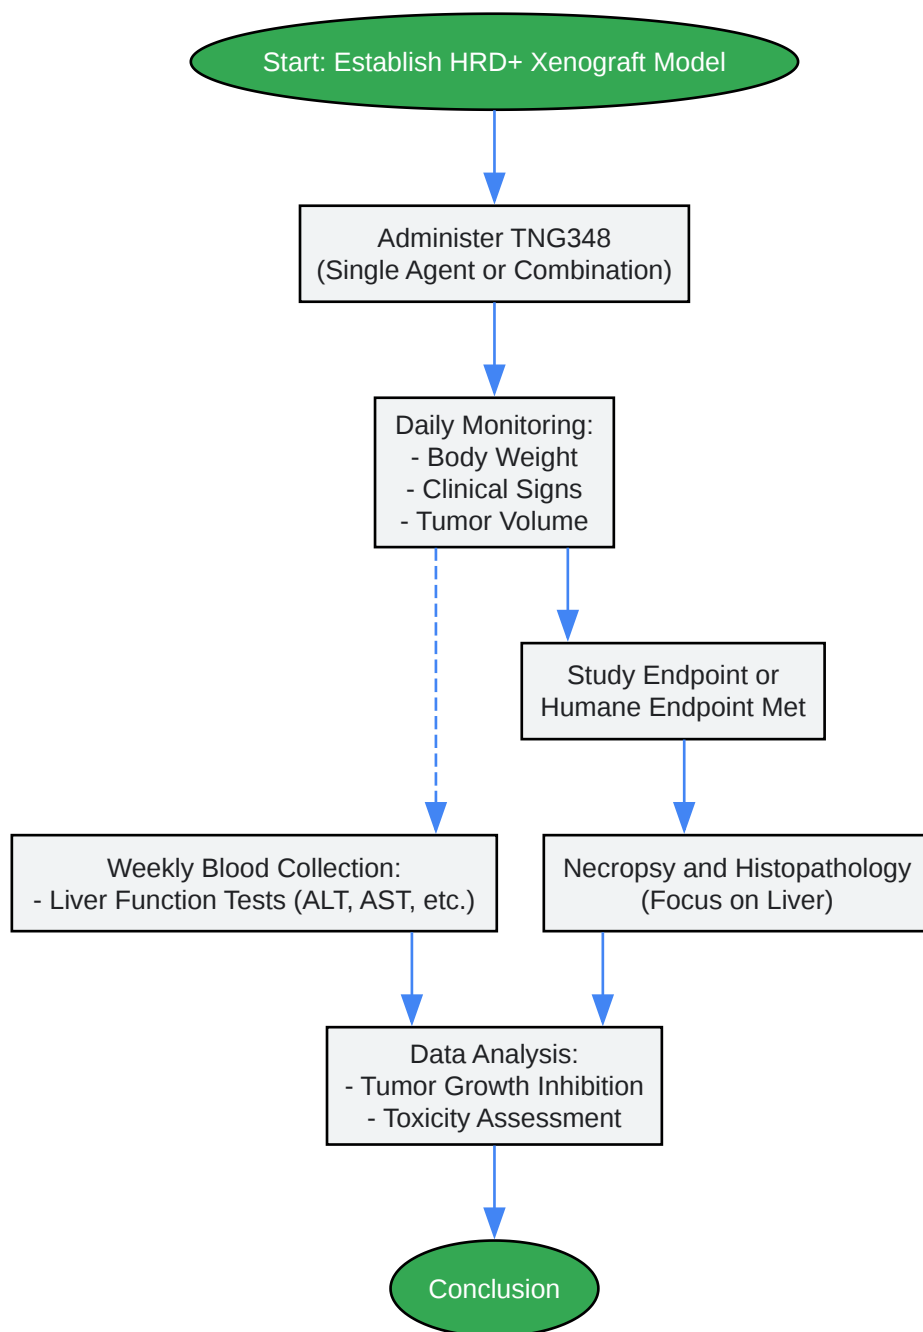 Start: Establish HRD+ Xenograft Model
Administer TNG348
(Single Agent or Combination)
Daily Monitoring:
- Body Weight
- Clinical Signs
- Tumor Volume
Study Endpoint or
Humane Endpoint Met
Weekly Blood Collection:
- Liver Function Tests (ALT, AST, etc.)
Necropsy and Histopathology
(Focus on Liver)
Data Analysis:
- Tumor Growth Inhibition
- Toxicity Assessment
Conclusion